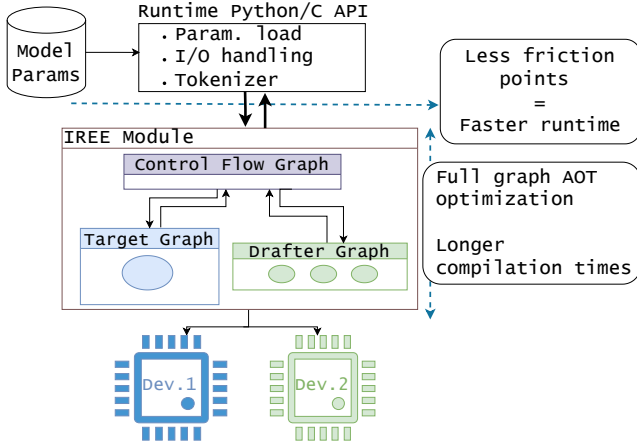 Runtime Python/C API
Model
Params
. Param. load
. I/O handling
. Tokenizer
Less friction
points
=
Faster runtime
IREE Module
Control Flow Graph
Full graph AOT
optimization
Longer
compilation times
Target Graph
Drafter Graph
Dev.1
Dev.2